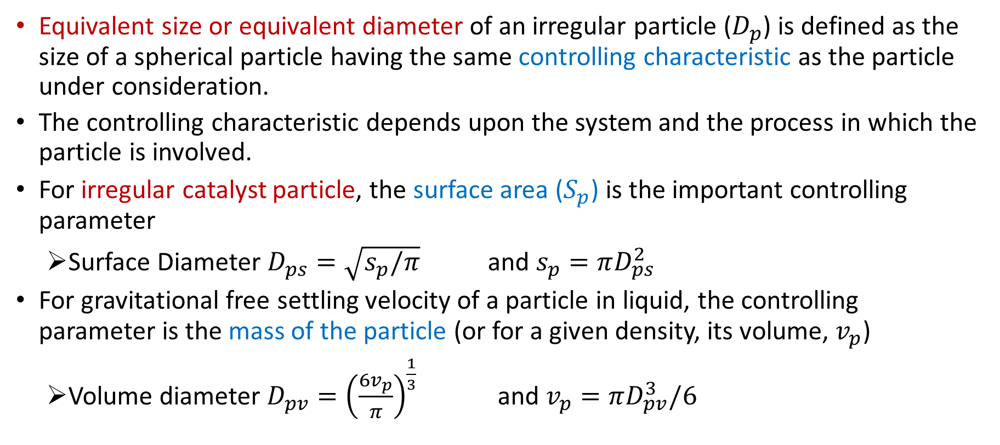 • Equivalent size or equivalent diameter of an irregular particle (𝐷ₚ) is defined as the
size of a spherical particle having the same controlling characteristic as the particle
under consideration.
• The controlling characteristic depends upon the system and the process in which the
particle is involved.
• For irregular catalyst particle, the surface area (𝑆ₚ) is the important controlling
parameter
➢Surface Diameter $D_{ps} = \sqrt{s_p/\pi}$ and $s_p = \pi D_{ps}^2$
• For gravitational free settling velocity of a particle in liquid, the controlling
parameter is the mass of the particle (or for a given density, its volume, $v_p$)
➢Volume diameter $D_{pv} = \left(\frac{6v_p}{\pi}\right)^{\frac{1}{3}}$ and $v_p = \pi D_{pv}^3/6$